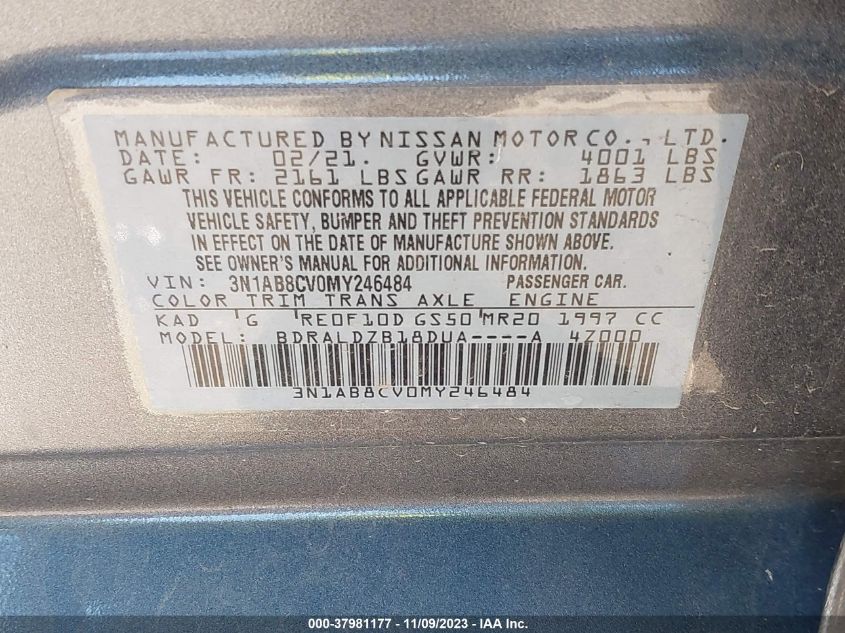 MANUFACTURED BY NISSAN MOTOR CO., LTD.
DATE: 02/21. GVWR: 4001 LBS
GAWR FR: 2161 LBS GAWR RR: 1863 LBS
THIS VEHICLE CONFORMS TO ALL APPLICABLE FEDERAL MOTOR
VEHICLE SAFETY, BUMPER AND THEFT PREVENTION STANDARDS
IN EFFECT ON THE DATE OF MANUFACTURE SHOWN ABOVE.
SEE OWNER'S MANUAL FOR ADDITIONAL INFORMATION.
VIN: 3N1AB8CV0MY246484 PASSENGER CAR.
COLOR TRIM TRANS AXLE ENGINE
KAD G RE0F10D GS50 MR20 1997 CC
MODEL: BDRALDZB18DUA----A 4Z000
3N1AB8CV0MY246484
000-37981177 - 11/09/2023 - IAA Inc.